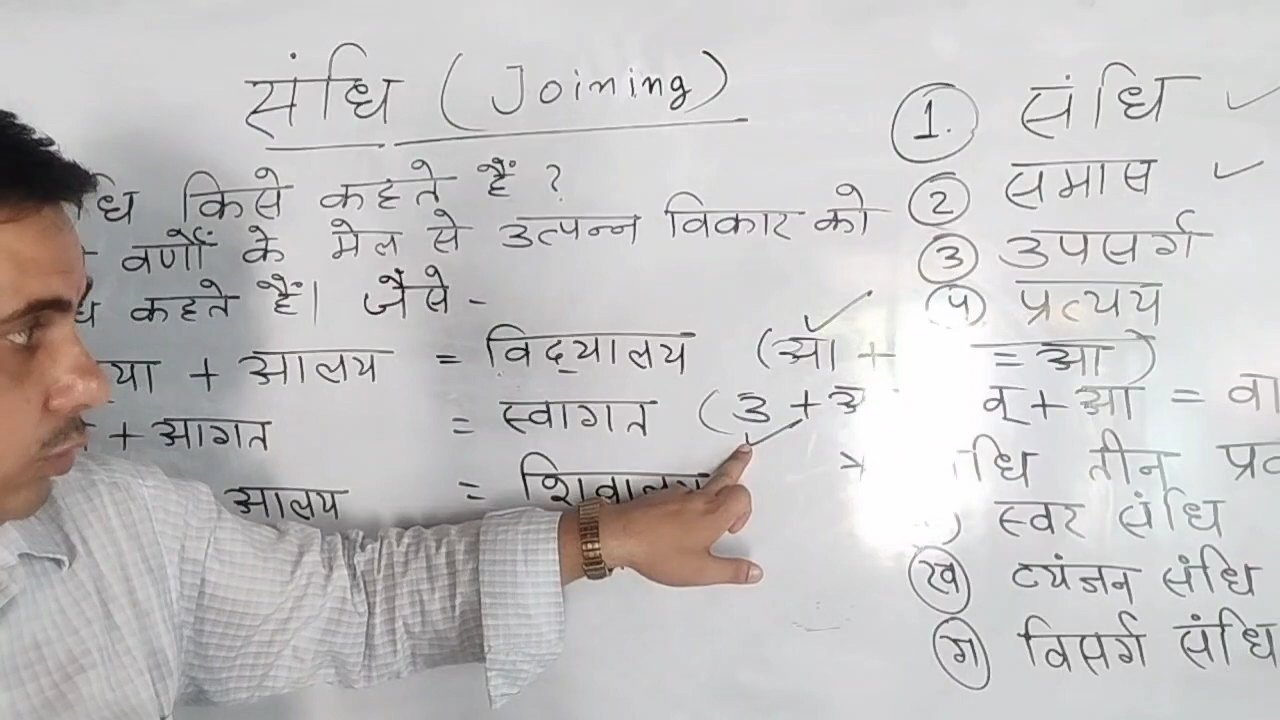 संधि (Joining)
धि किसे कहते हैं ?
- वर्णों के मेल से उत्पन्न विकार को
कहते हैं। जैसे -
या + आलय = विद्यालय (आ + = आ)
+ आगत = स्वागत (उ + व् + आ = वा
आलय = शिवालय
1. संधि ✓
2 समास ✓
3 उपसर्ग
4 प्रत्यय
धि तीन प्र
स्वर संधि
ख व्यंजन संधि
ग विसर्ग संधि